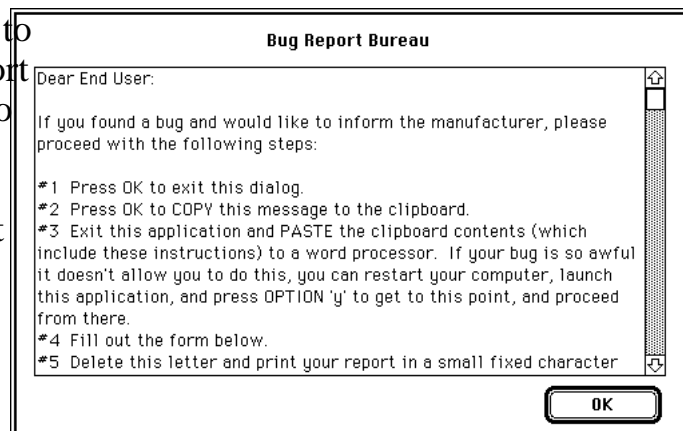 to
ort
o
t
Bug Report Bureau
Dear End User:
If you found a bug and would like to inform the manufacturer, please
proceed with the following steps:
#1 Press OK to exit this dialog.
#2 Press OK to COPY this message to the clipboard.
#3 Exit this application and PASTE the clipboard contents (which
include these instructions) to a word processor. If your bug is so awful
it doesn't allow you to do this, you can restart your computer, launch
this application, and press OPTION 'y' to get to this point, and proceed
from there.
#4 Fill out the form below.
#5 Delete this letter and print your report in a small fixed character
OK